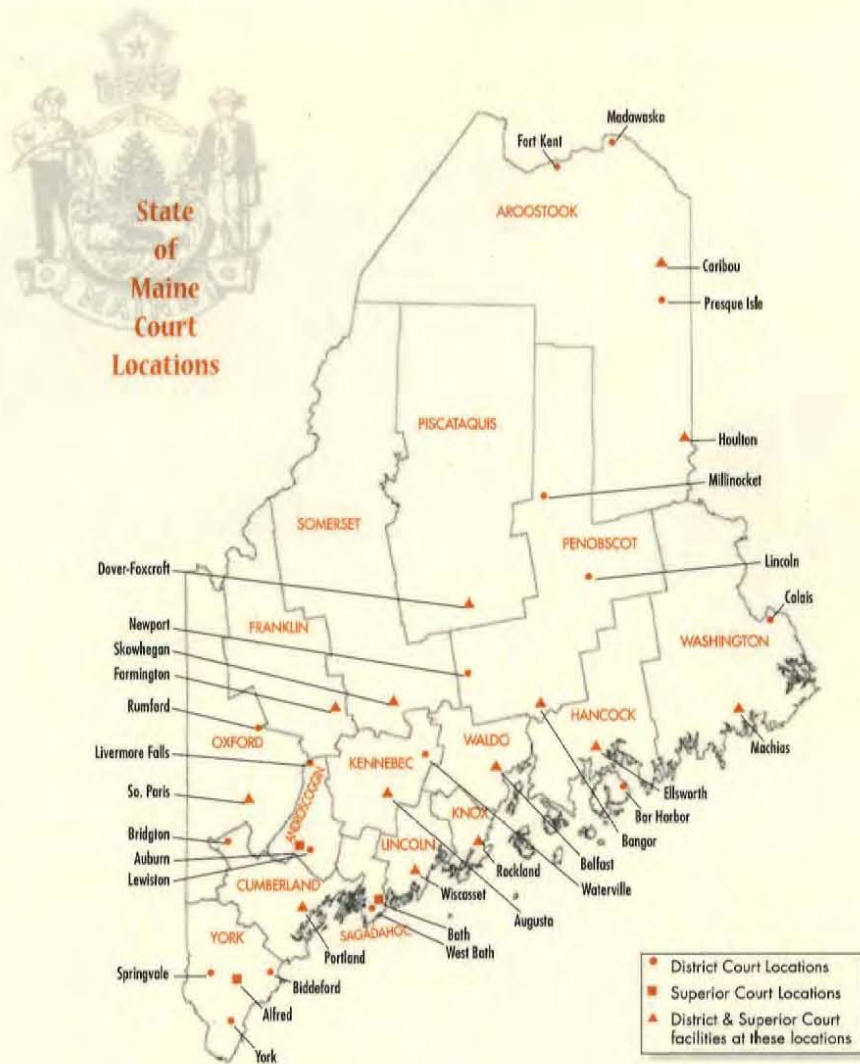 State
of
Maine
Court
Locations
Madawaska
Fort Kent
AROOSTOOK
Caribou
Presque Isle
PISCATAQUIS
Houlton
Millinocket
SOMERSET
PENOBSCOT
Dover-Foxcroft
Lincoln
Calais
Newport
FRANKLIN
WASHINGTON
Skowhegan
Farmington
Rumford
HANCOCK
OXFORD
WALDO
Machias
Livermore Falls
KENNEBEC
So. Paris
ANDROSCOGGIN
Ellsworth
KNOX
Bar Harbor
Bridgton
LINCOLN
Bangor
Auburn
Rockland
Belfast
Lewiston
CUMBERLAND
Wiscasset
Waterville
Augusta
YORK
SAGADAHOC
Bath
Portland
West Bath
Springvale
Biddeford
Alfred
York
District Court Locations
Superior Court Locations
District & Superior Court
facilities at these locations